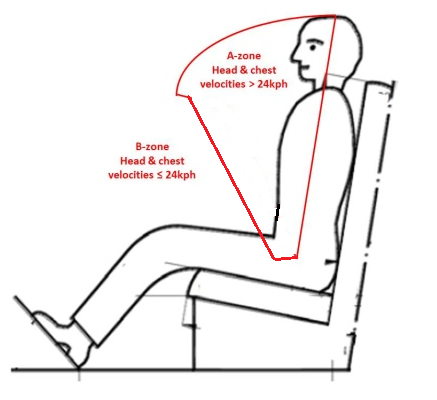 A-zone
Head & chest
velocities > 24kph
B-zone
Head & chest
velocities ≤ 24kph